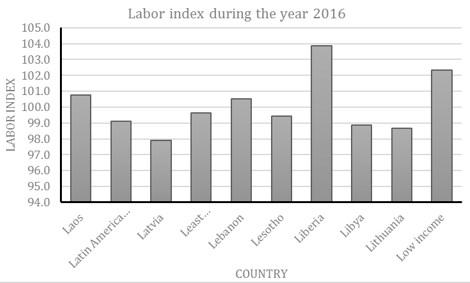 Labor index during the year 2016
105.0
104.0
103.0
102.0
101.0
100.0
99.0
98.0
97.0
96.0
95.0
94.0
LABOR INDEX
Laos
Latin America...
Latvia
Least...
Lebanon
Lesotho
Liberia
Libya
Lithuania
Low income
COUNTRY